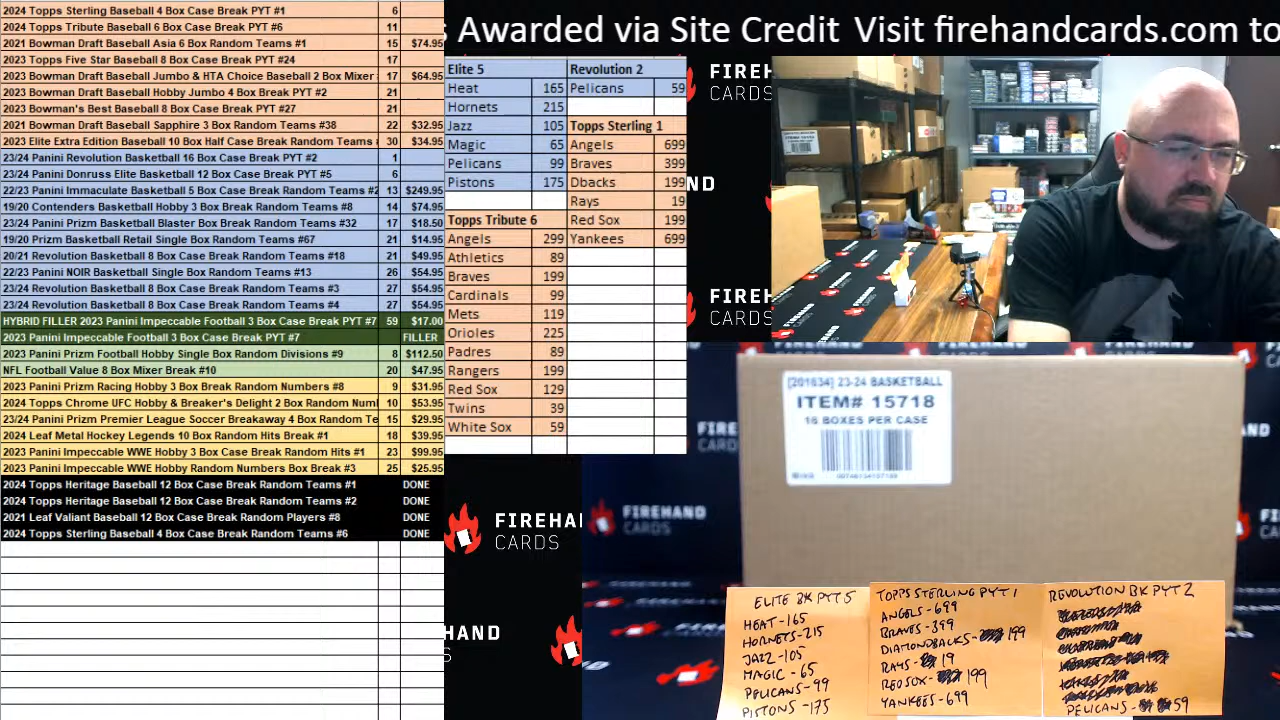 s Awarded via Site Credit Visit firehandcards.com to
2024 Topps Sterling Baseball 4 Box Case Break PYT #1 6
2024 Topps Tribute Baseball 6 Box Case Break PYT #6 11
2021 Bowman Draft Baseball Asia 6 Box Random Teams #1 15 $74.95
2023 Topps Five Star Baseball 8 Box Case Break PYT #24 17
2023 Bowman Draft Baseball Jumbo & HTA Choice Baseball 2 Box Mixer 17 $64.95
2023 Bowman Draft Baseball Hobby Jumbo 4 Box Break PYT #2 21
2023 Bowman's Best Baseball 8 Box Case Break PYT #27 21
2021 Bowman Draft Baseball Sapphire 3 Box Random Teams #38 22 $32.95
2023 Elite Extra Edition Baseball 10 Box Half Case Break Random Teams 30 $34.95
23/24 Panini Revolution Basketball 16 Box Case Break PYT #2 1
23/24 Panini Donruss Elite Basketball 12 Box Case Break PYT #5 6
22/23 Panini Immaculate Basketball 5 Box Case Break Random Teams #2 13 $249.95
19/20 Contenders Basketball Hobby 3 Box Random Teams #8 14 $74.95
23/24 Panini Prizm Basketball Blaster Box Break Random Teams #32 17 $18.50
19/20 Prizm Basketball Retail Single Box Random Teams #67 21 $14.95
20/21 Revolution Basketball 8 Box Case Break Random Teams #18 21 $49.95
22/23 Panini NOIR Basketball Single Box Random Teams #13 26 $54.95
23/24 Revolution Basketball 8 Box Case Break Random Teams #3 27 $54.95
23/24 Revolution Basketball 8 Box Case Break Random Teams #4 27 $54.95
HYBRID FILLER 2023 Panini Impeccable Football 3 Box Case Break PYT #7 59 $17.00
2023 Panini Impeccable Football 3 Box Case Break PYT #7 FILLER
2023 Panini Prizm Football Hobby Single Box Random Divisions #9 8 $112.50
NFL Football Value 8 Box Mixer Break #10 20 $47.95
2023 Panini Prizm Racing Hobby 3 Box Break Random Numbers #8 9 $31.95
2024 Topps Chrome UFC Hobby & Breaker's Delight 2 Box Random Numl 10 $53.95
23/24 Panini Prizm Premier League Soccer Breakaway 4 Box Random Te 15 $29.95
2024 Leaf Metal Hockey Legends 10 Box Random Hits Break #1 18 $39.95
2023 Panini Impeccable WWE Hobby 3 Box Case Break Random Hits #1 23 $99.95
2023 Panini Impeccable WWE Hobby Random Numbers Box Break #3 25 $25.95
2024 Topps Heritage Baseball 12 Box Case Break Random Teams #1 DONE
2024 Topps Heritage Baseball 12 Box Case Break Random Teams #2 DONE
2021 Leaf Valiant Baseball 12 Box Case Break Random Players #8 DONE
2024 Topps Sterling Baseball 4 Box Case Break Random Teams #6 DONE
Elite 5
Heat 165
Hornets 215
Jazz 105
Magic 65
Pelicans 99
Pistons 175
Topps Tribute 6
Angels 299
Athletics 89
Braves 199
Cardinals 99
Mets 119
Orioles 225
Padres 89
Rangers 199
Red Sox 129
Twins 39
White Sox 59
Revolution 2
Pelicans 59
Topps Sterling 1
Angels 699
Braves 399
Dbacks 199
Rays 19
Red Sox 199
Yankees 699
FIREH
CARDS
ND
FIREH
CARDS
CARDS
FIREHA
CARDS
HAND
S
FIREHAND
CARDS
[201634] 23-24 BASKETBALL
ITEM# 15718
16 BOXES PER CASE
ELITE BK PYT 5
HEAT-165
HORNETS-215
JAZZ-105
MAGIC-65
PELICANS-99
PISTONS-175
TOPPS STERLING PYT 1
ANGELS-699
BRAVES-399
DIAMONDBACKS- 199
RAYS- 19
RED SOX- 199
YANKEES-699
REVOLUTION BK PYT 2
PELICANS- 59